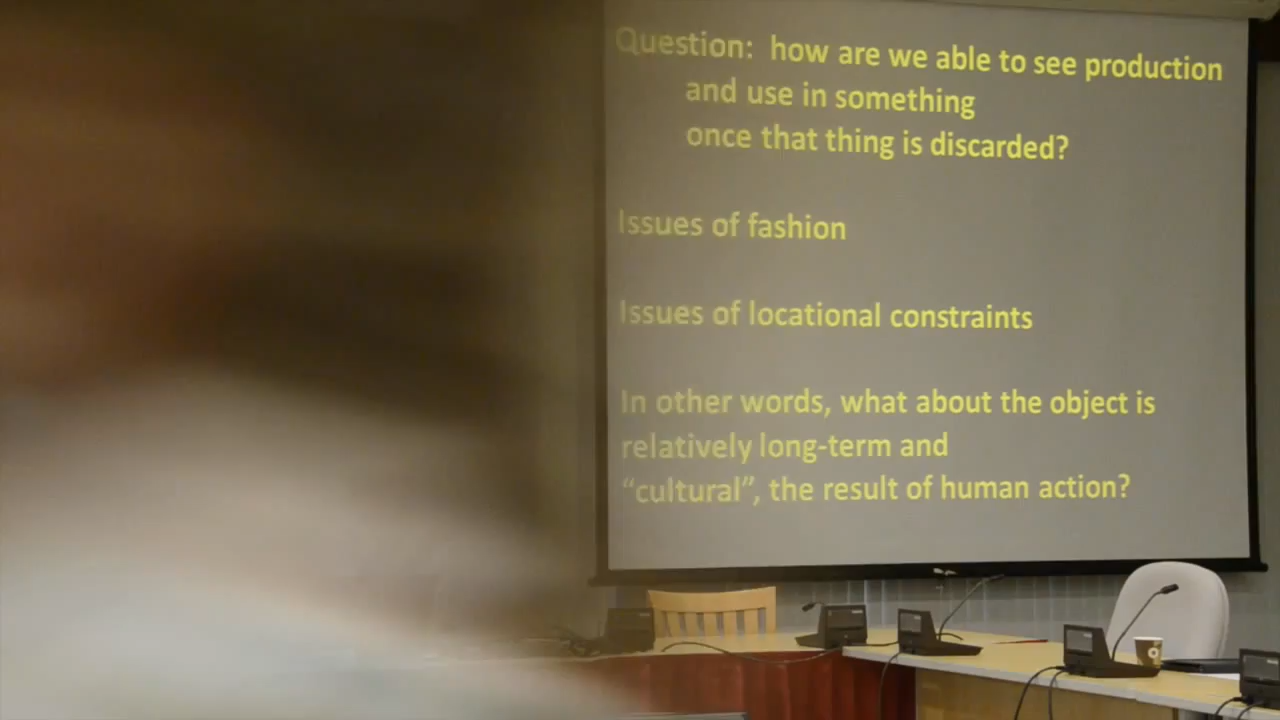 Question: how are we able to see production
and use in something
once that thing is discarded?
Issues of fashion
Issues of locational constraints
In other words, what about the object is
relatively long-term and
“cultural”, the result of human action?